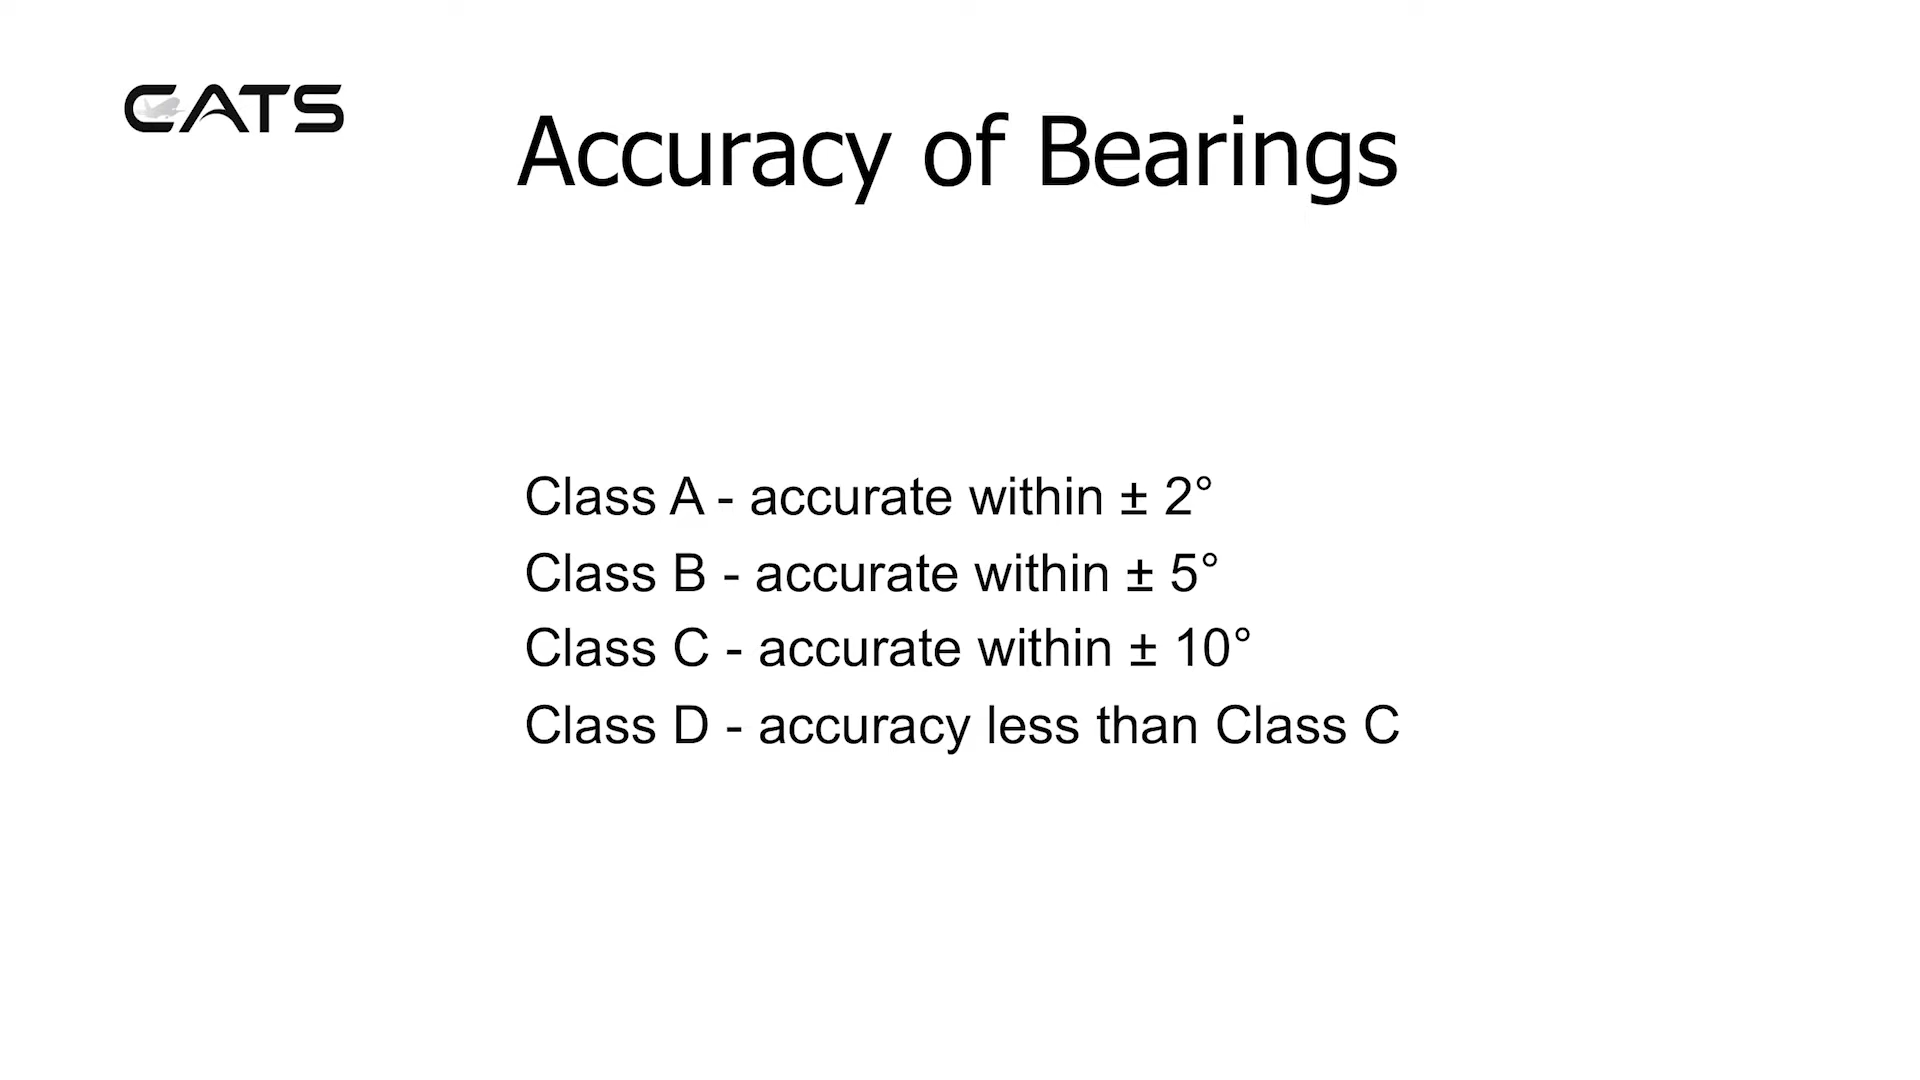 CATS
Accuracy of Bearings
Class A - accurate within ± 2°
Class B - accurate within ± 5°
Class C - accurate within ± 10°
Class D - accuracy less than Class C